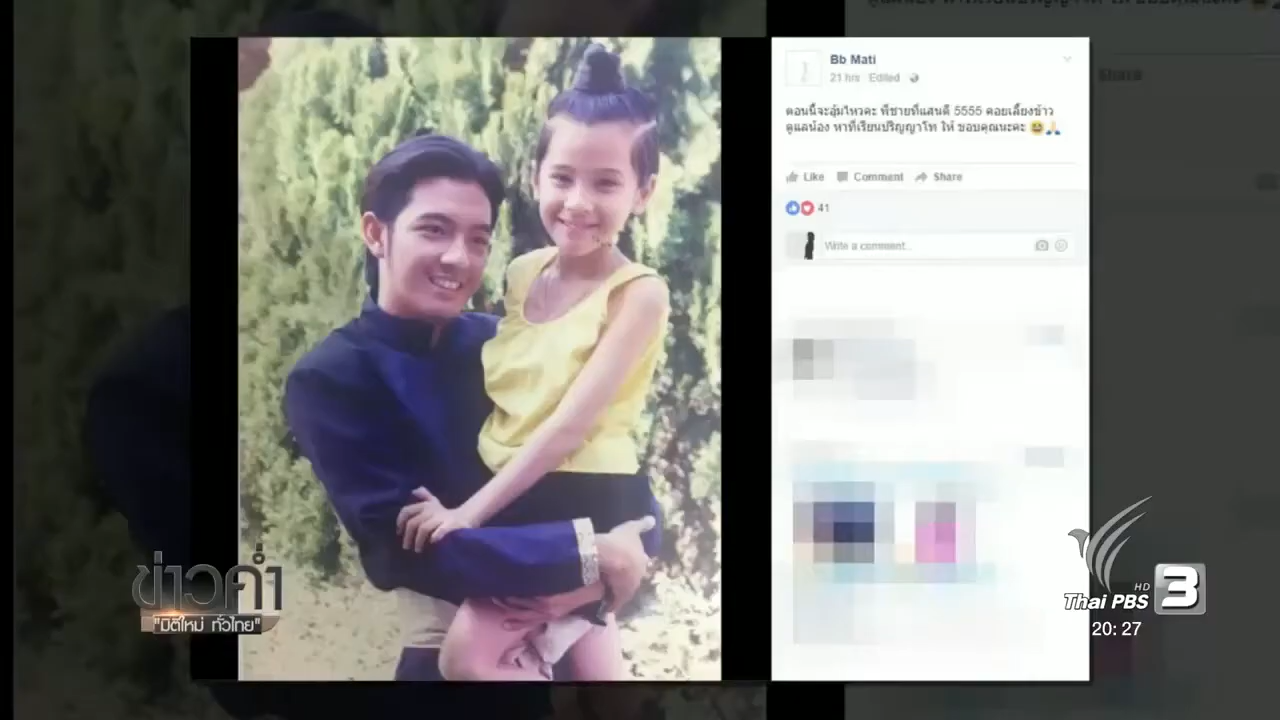 Bb Mati
21 hrs · Edited
ตอนนี้จะอุ้มไหวคะ พี่ชายที่แสนดี 5555 คอยเลี้ยงข้าว
ดูแลน้อง หาที่เรียนปริญญาโท ให้ ขอบคุณนะคะ
Like Comment Share
41
Write a comment...
Share
ข่าวค่ำ
"มิติใหม่ ทั่วไทย"
HD
Thai PBS 3
20:27